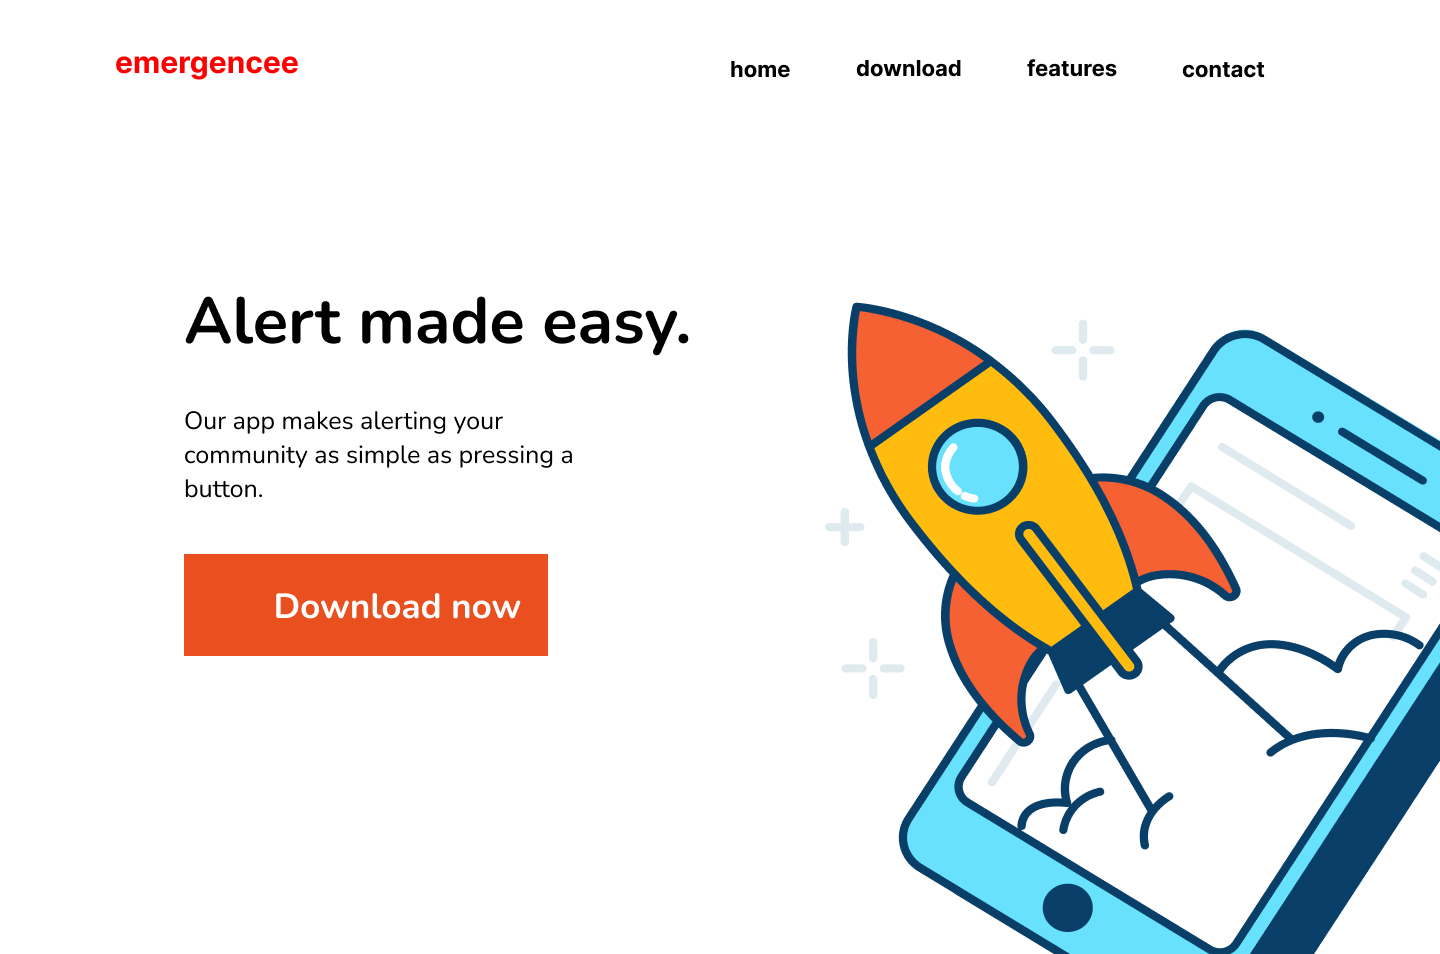 emergencee
home download features contact
Alert made easy.
Our app makes alerting your
community as simple as pressing a
button.
Download now